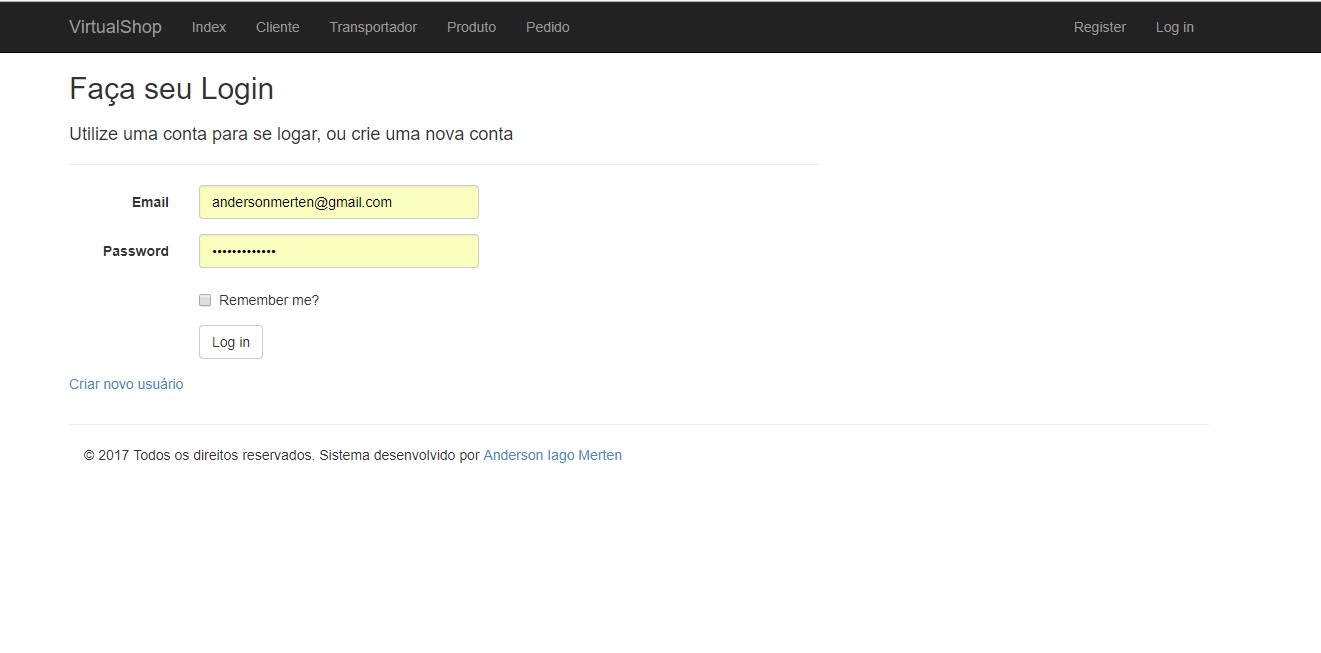 VirtualShop Index Cliente Transportador Produto Pedido Register Log in
Faça seu Login
Utilize uma conta para se logar, ou crie uma nova conta
Email andersonmerten@gmail.com
Password •••••••••••••
Remember me?
Log in
Criar novo usuário
© 2017 Todos os direitos reservados. Sistema desenvolvido por Anderson Iago Merten